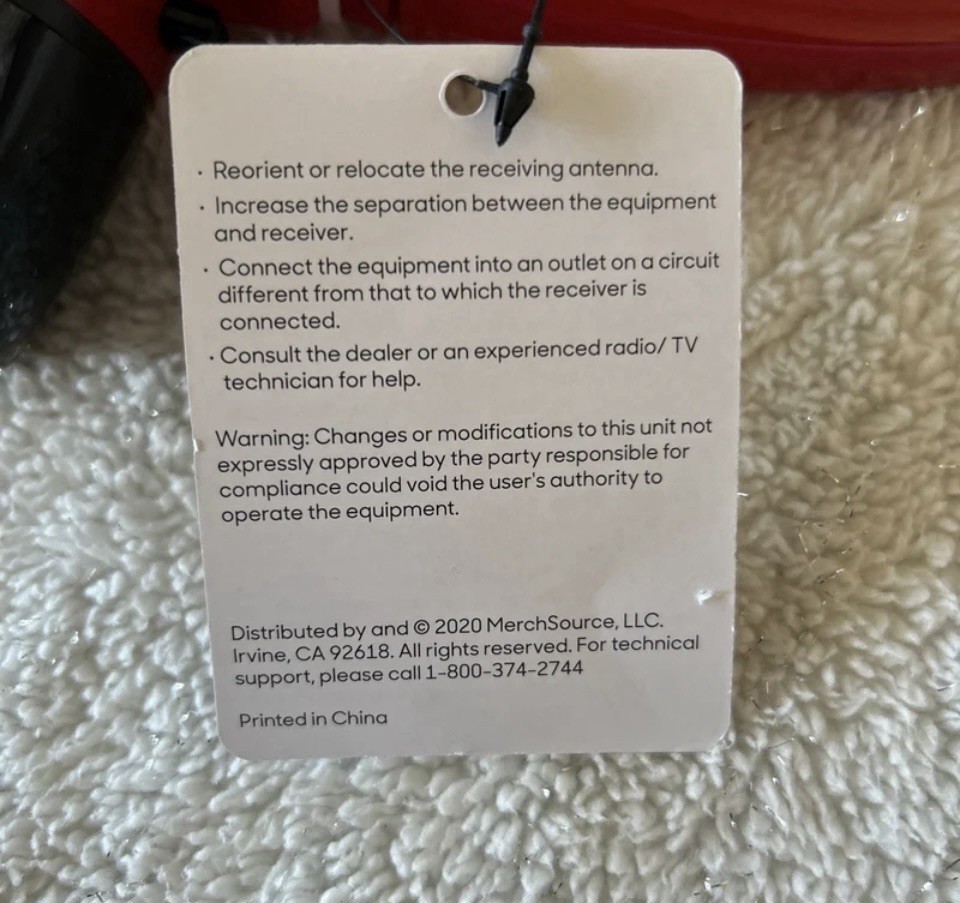 · Reorient or relocate the receiving antenna.
· Increase the separation between the equipment
and receiver.
· Connect the equipment into an outlet on a circuit
different from that to which the receiver is
connected.
· Consult the dealer or an experienced radio/ TV
technician for help.
Warning: Changes or modifications to this unit not
expressly approved by the party responsible for
compliance could void the user's authority to
operate the equipment.
Distributed by and © 2020 MerchSource, LLC.
Irvine, CA 92618. All rights reserved. For technical
support, please call 1-800-374-2744
Printed in China